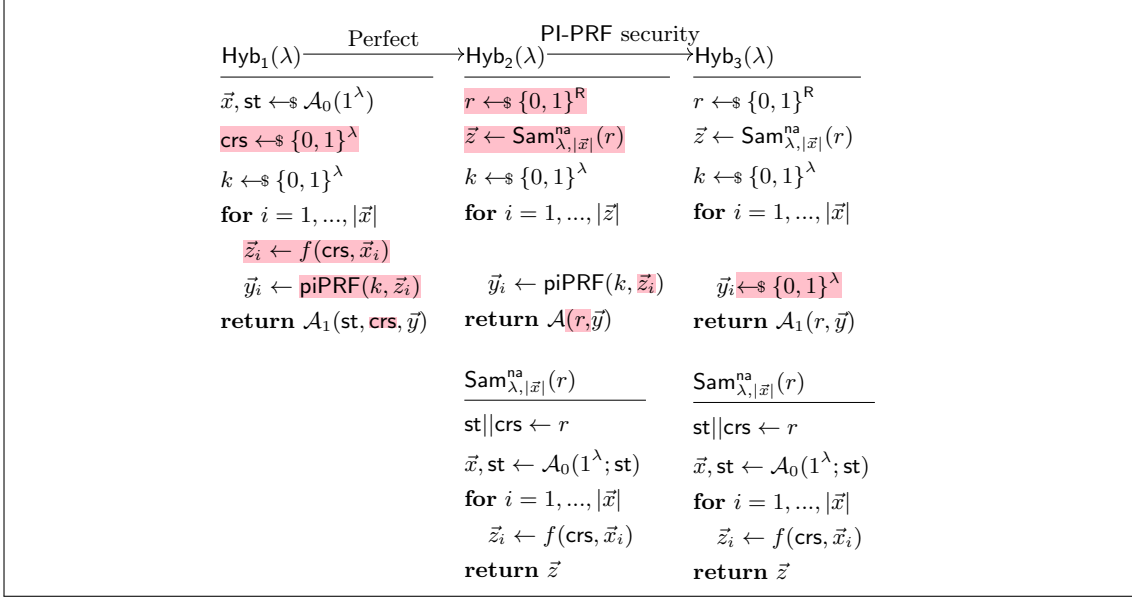 Hyb₁(λ) Perfect Hyb₂(λ) PI-PRF security Hyb₃(λ)
x⃗, st ←$ 𝒜₀(1^λ) r ←$ {0, 1}^R r ←$ {0, 1}^R
crs ←$ {0, 1}^λ z⃗ ← Sam^na_{λ,|x⃗|}(r) z⃗ ← Sam^na_{λ,|x⃗|}(r)
k ←$ {0, 1}^λ k ←$ {0, 1}^λ k ←$ {0, 1}^λ
for i = 1, ..., |x⃗| for i = 1, ..., |z⃗| for i = 1, ..., |x⃗|
z⃗ᵢ ← f(crs, x⃗ᵢ)
y⃗ᵢ ← piPRF(k, z⃗ᵢ) y⃗ᵢ ← piPRF(k, z⃗ᵢ) y⃗ᵢ ←$ {0, 1}^λ
return 𝒜₁(st, crs, y⃗) return 𝒜(r, y⃗) return 𝒜₁(r, y⃗)
Sam^na_{λ,|x⃗|}(r) Sam^na_{λ,|x⃗|}(r)
st||crs ← r st||crs ← r
x⃗, st ← 𝒜₀(1^λ; st) x⃗, st ← 𝒜₀(1^λ; st)
for i = 1, ..., |x⃗| for i = 1, ..., |x⃗|
z⃗ᵢ ← f(crs, x⃗ᵢ) z⃗ᵢ ← f(crs, x⃗ᵢ)
return z⃗ return z⃗